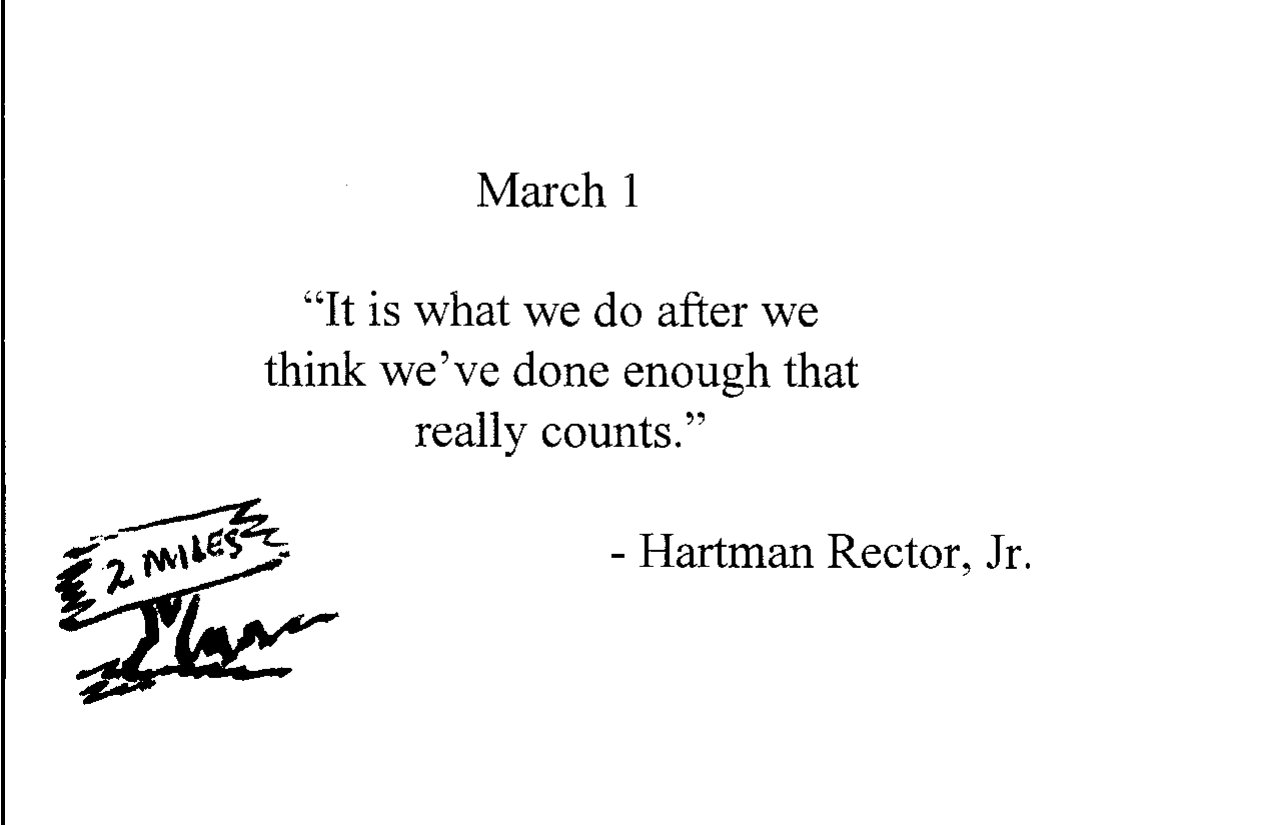 March 1
“It is what we do after we
think we’ve done enough that
really counts.”
- Hartman Rector, Jr.
2 MILES